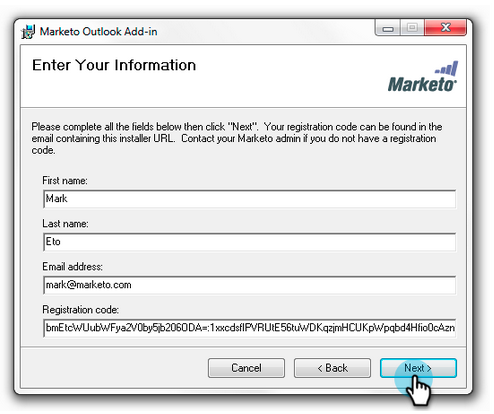 Marketo Outlook Add-in
Enter Your Information
Marketo
Please complete all the fields below then click "Next". Your registration code can be found in the
email containing this installer URL. Contact your Marketo admin if you do not have a registration
code.
First name:
Mark
Last name:
Eto
Email address:
mark@marketo.com
Registration code:
Cancel
< Back
Next >